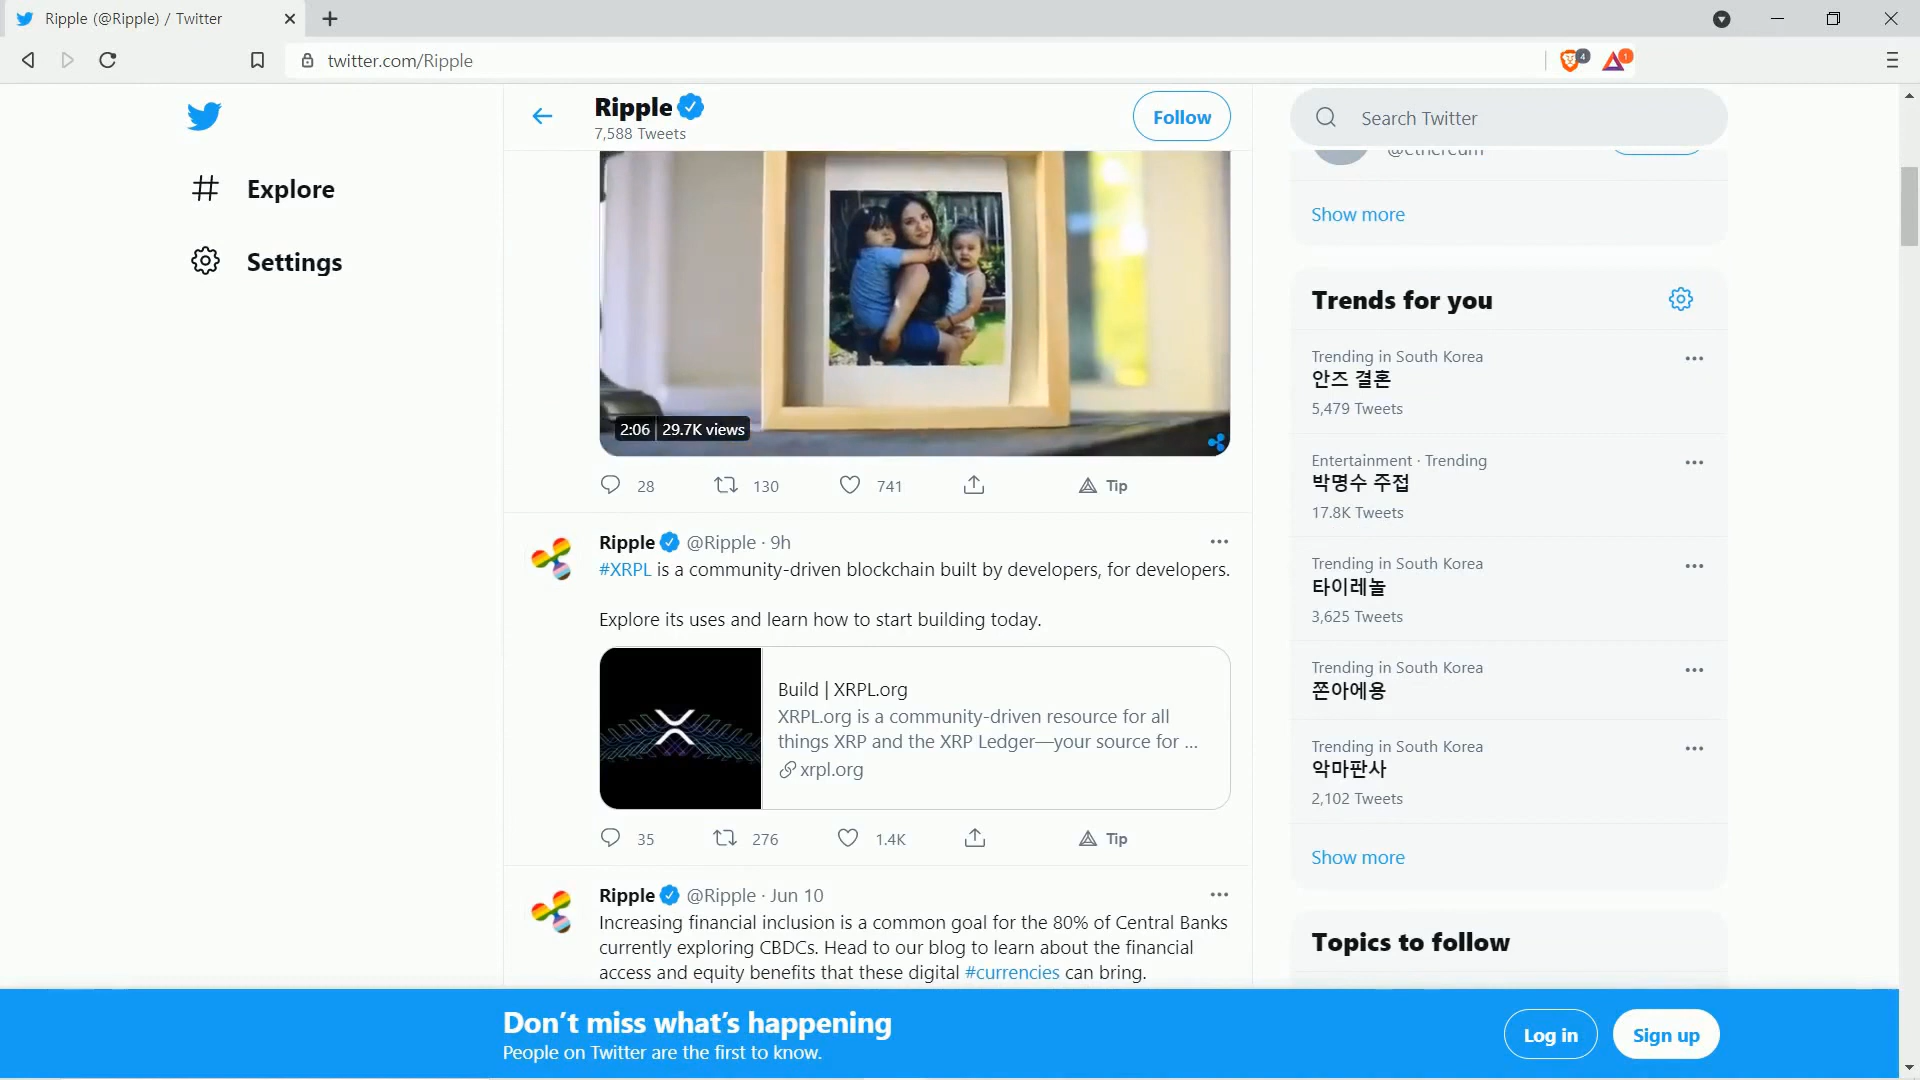 Ripple (@Ripple) / Twitter
twitter.com/Ripple
4
1
Explore
Settings
Ripple
7,588 Tweets
Follow
2:06 29.7K views
28 130 741 Tip
Ripple @Ripple · 9h
#XRPL is a community-driven blockchain built by developers, for developers.
Explore its uses and learn how to start building today.
Build | XRPL.org
XRPL.org is a community-driven resource for all
things XRP and the XRP Ledger—your source for ...
xrpl.org
35 276 1.4K Tip
Ripple @Ripple · Jun 10
Increasing financial inclusion is a common goal for the 80% of Central Banks
currently exploring CBDCs. Head to our blog to learn about the financial
access and equity benefits that these digital #currencies can bring.
Search Twitter
@ethereum
Show more
Trends for you
Trending in South Korea
안즈 결혼
5,479 Tweets
Entertainment · Trending
박명수 주접
17.8K Tweets
Trending in South Korea
타이레놀
3,625 Tweets
Trending in South Korea
쫀아에용
Trending in South Korea
악마판사
2,102 Tweets
Show more
Topics to follow
Don't miss what's happening
People on Twitter are the first to know.
Log in
Sign up